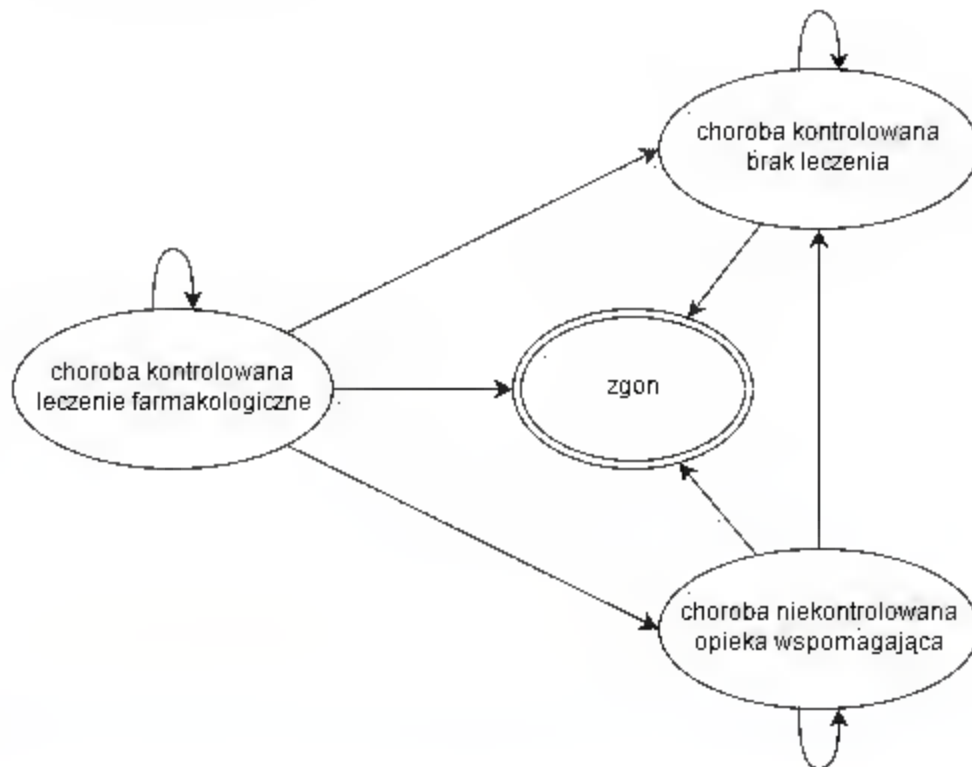 choroba kontrolowana
brak leczenia
choroba kontrolowana
leczenie farmakologiczne
zgon
choroba niekontrolowana
opieka wspomagająca